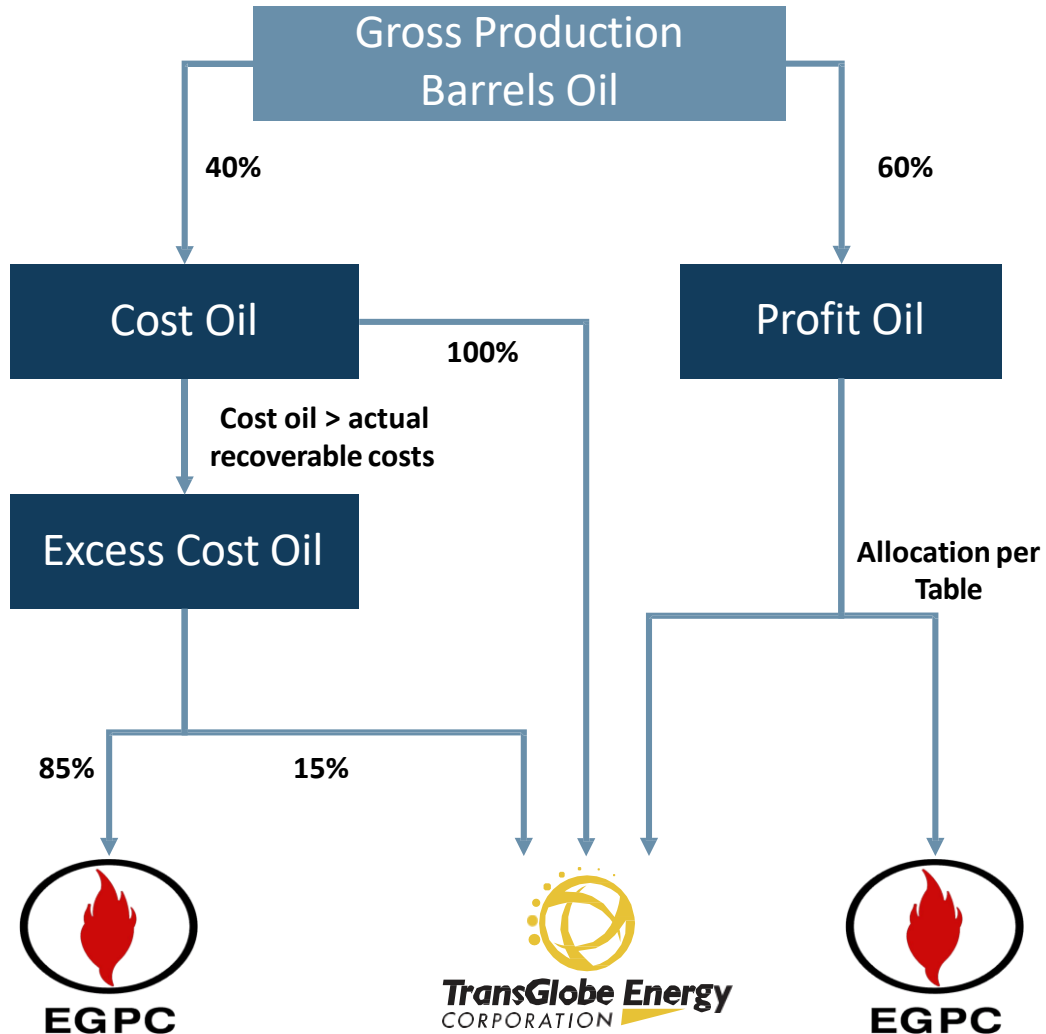 Gross Production
Barrels Oil
40%
60%
Cost Oil
Profit Oil
100%
Cost oil > actual
recoverable costs
Excess Cost Oil
Allocation per
Table
85%
15%
EGPC
TransGlobe Energy
CORPORATION
EGPC